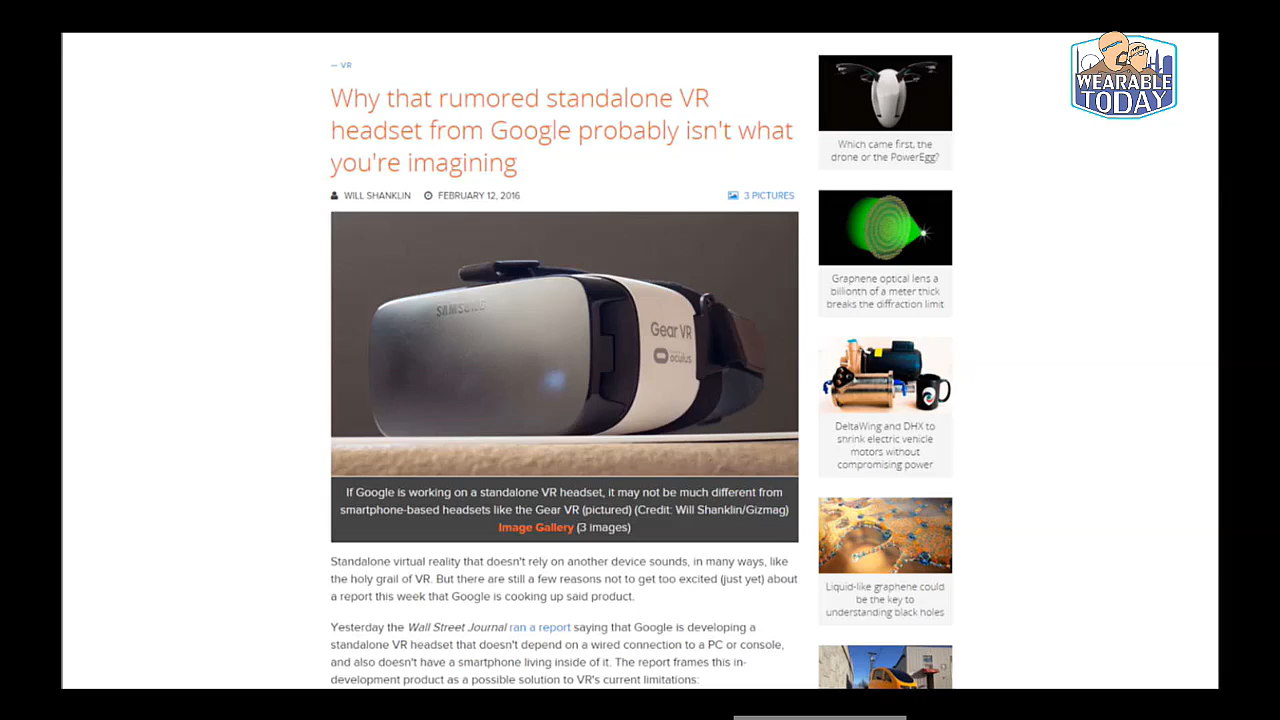 — VR
Why that rumored standalone VR
headset from Google probably isn't what
you're imagining
WILL SHANKLIN FEBRUARY 12, 2016 3 PICTURES
SAMSUNG
Gear VR
oculus
If Google is working on a standalone VR headset, it may not be much different from
smartphone-based headsets like the Gear VR (pictured) (Credit: Will Shanklin/Gizmag)
Image Gallery (3 images)
Standalone virtual reality that doesn't rely on another device sounds, in many ways, like
the holy grail of VR. But there are still a few reasons not to get too excited (just yet) about
a report this week that Google is cooking up said product.
Yesterday the Wall Street Journal ran a report saying that Google is developing a
standalone VR headset that doesn't depend on a wired connection to a PC or console,
and also doesn't have a smartphone living inside of it. The report frames this in-
development product as a possible solution to VR's current limitations:
Which came first, the
drone or the PowerEgg?
Graphene optical lens a
billionth of a meter thick
breaks the diffraction limit
DeltaWing and DHX to
shrink electric vehicle
motors without
compromising power
Liquid-like graphene could
be the key to
understanding black holes
WEARABLE
TODAY